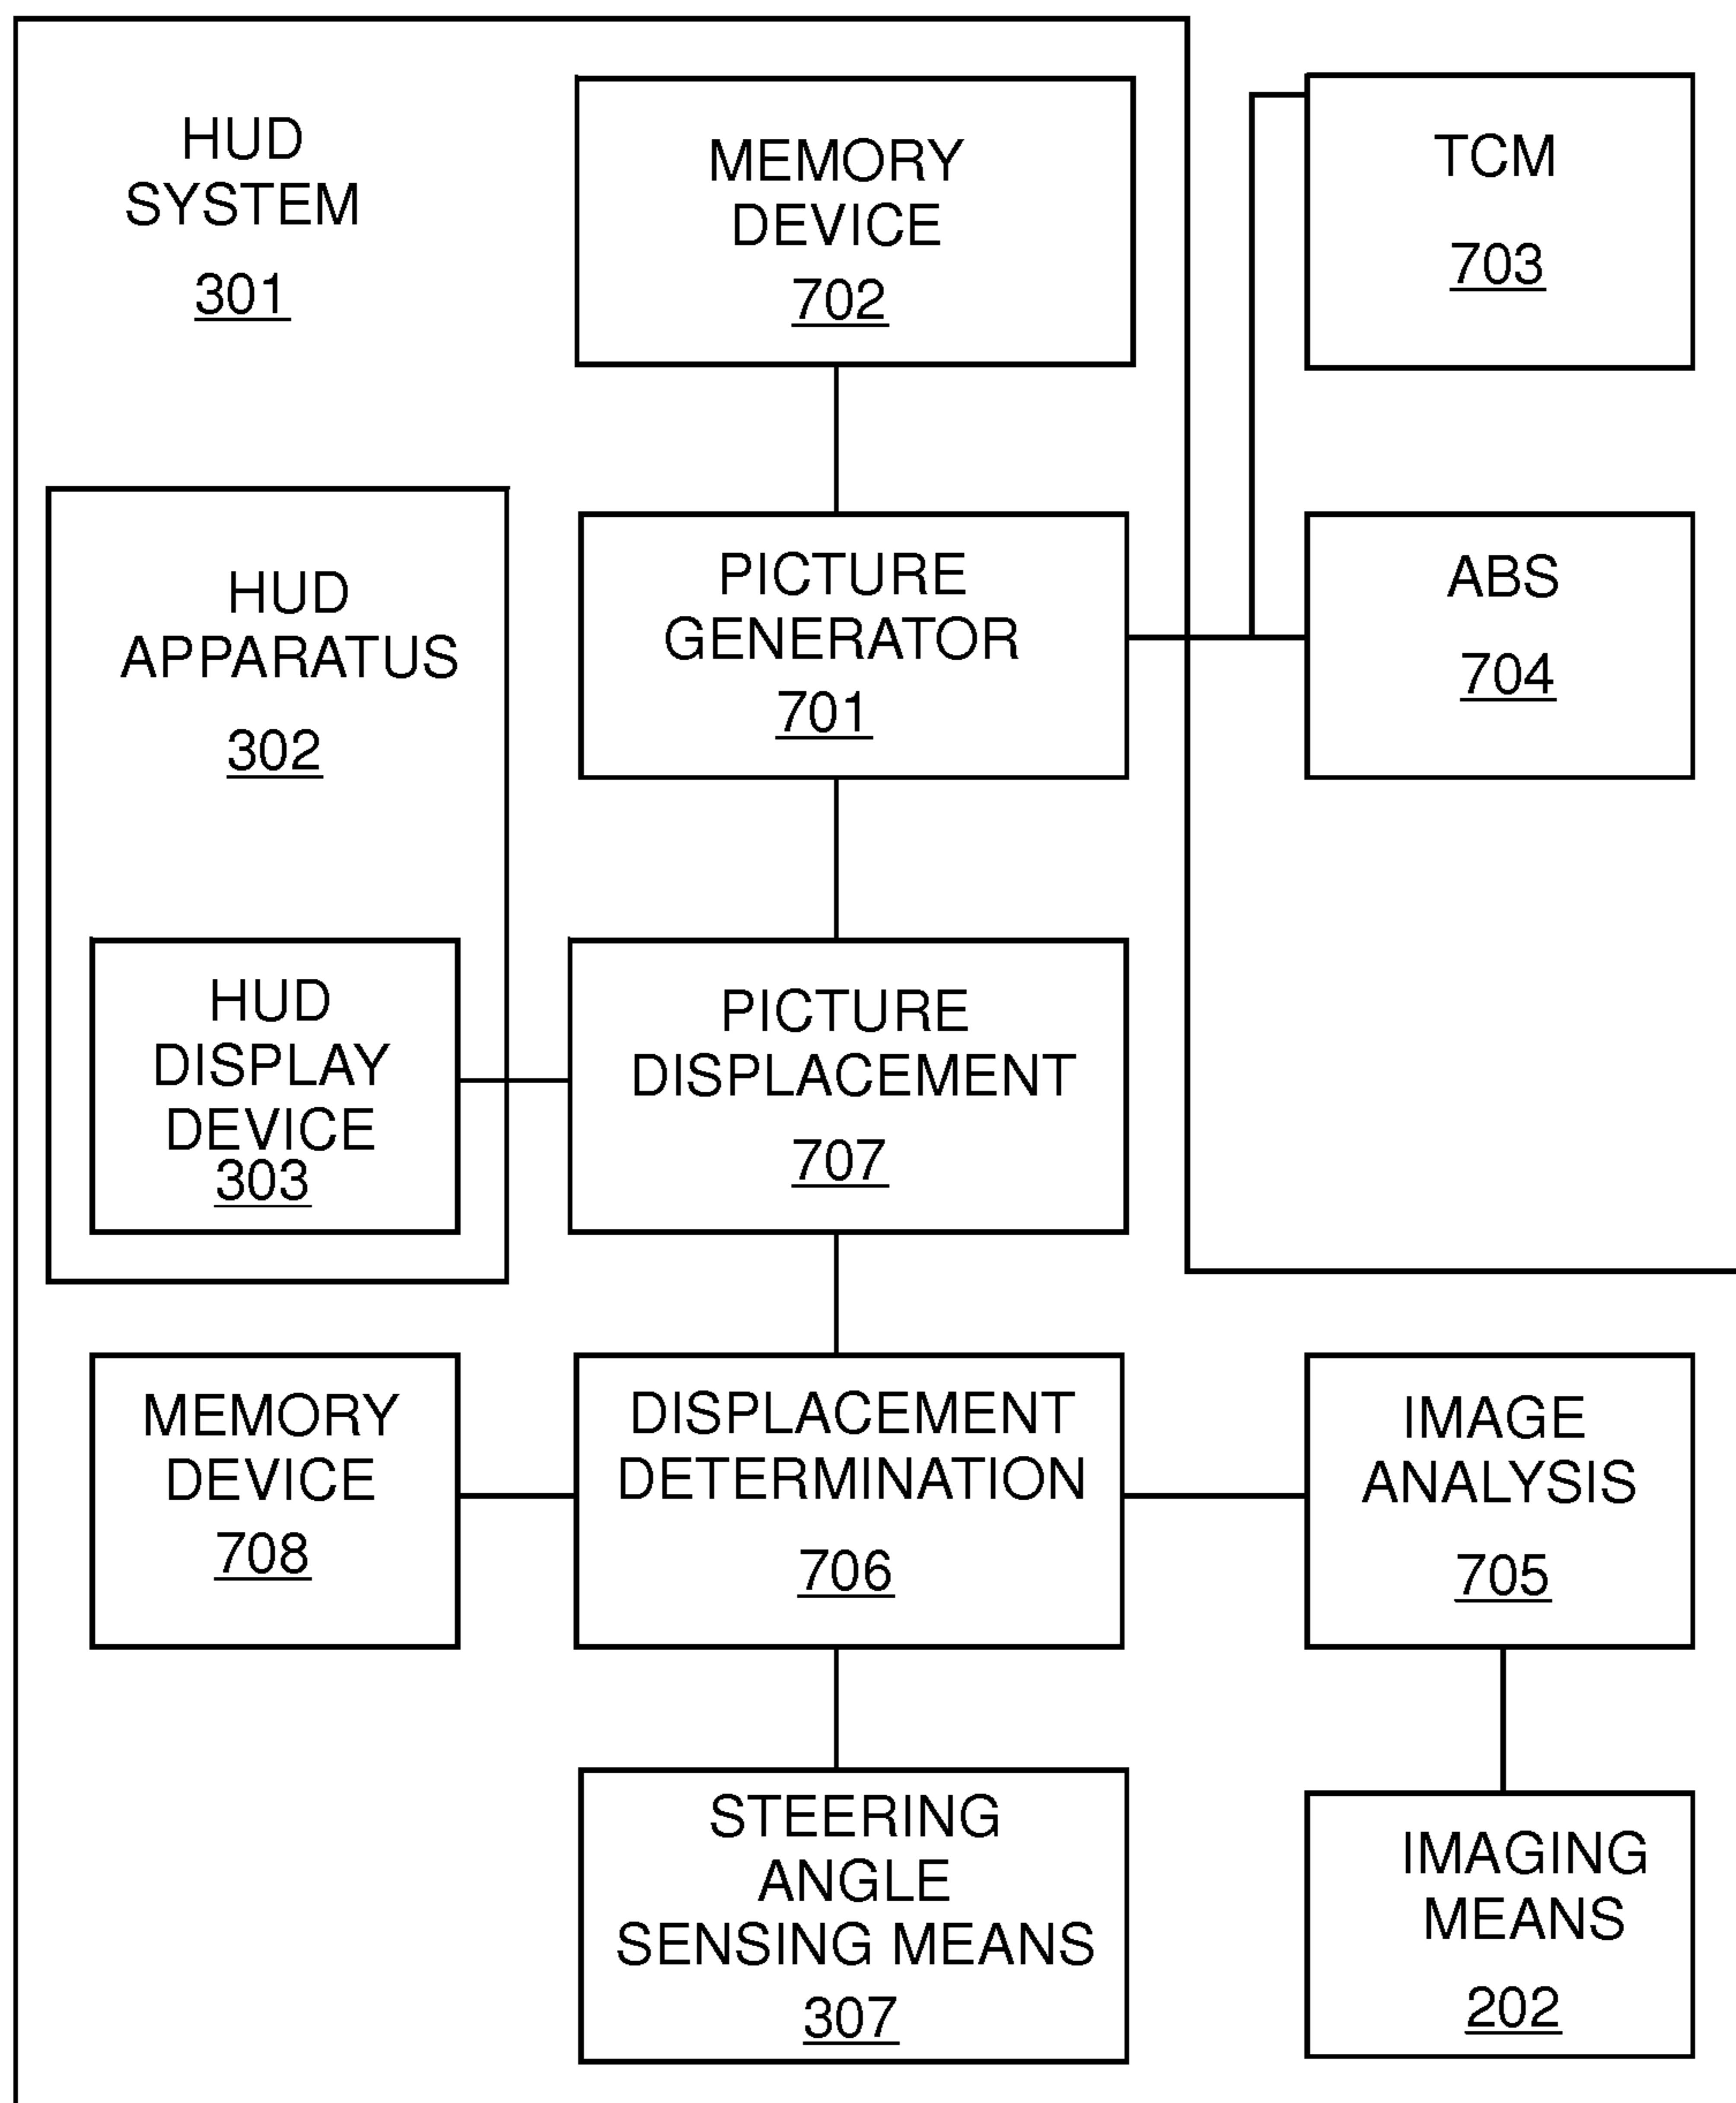 HUD
SYSTEM
301
MEMORY
DEVICE
702
TCM
703
HUD
APPARATUS
302
PICTURE
GENERATOR
701
ABS
704
HUD
DISPLAY
DEVICE
303
PICTURE
DISPLACEMENT
707
MEMORY
DEVICE
708
DISPLACEMENT
DETERMINATION
706
IMAGE
ANALYSIS
705
STEERING
ANGLE
SENSING MEANS
307
IMAGING
MEANS
202